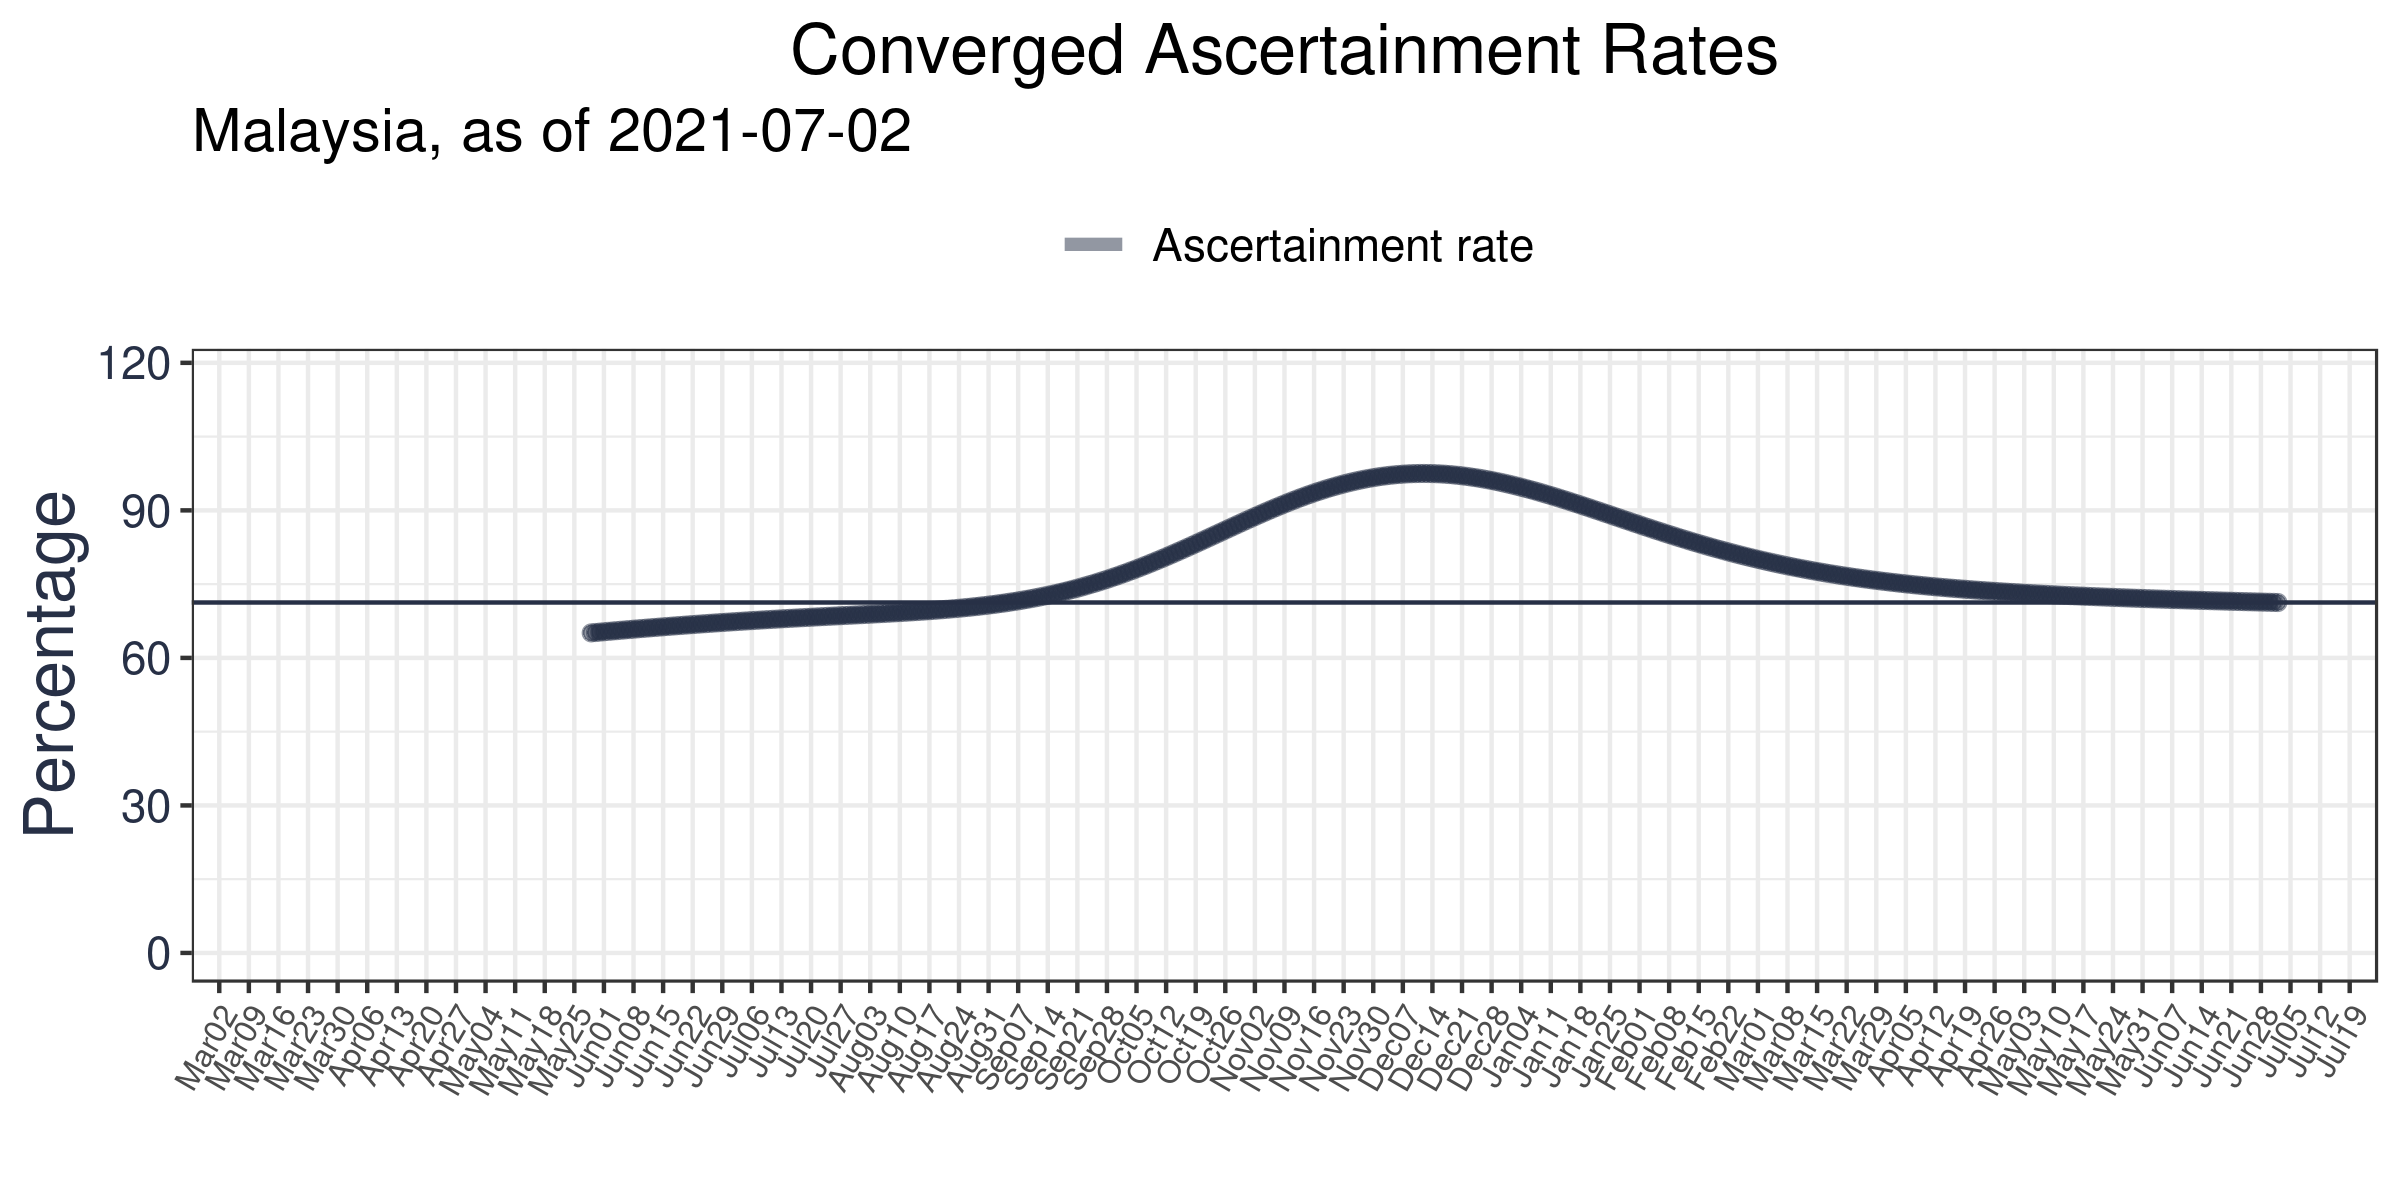 Converged Ascertainment Rates
Malaysia, as of 2021-07-02
Ascertainment rate
Percentage
120
90
60
30
0
Mar02 Mar09 Mar16 Mar23 Mar30 Apr06 Apr13 Apr20 Apr27 May04 May11 May18 May25 Jun01 Jun08 Jun15 Jun22 Jun29 Jul06 Jul13 Jul20 Jul27 Aug03 Aug10 Aug17 Aug24 Aug31 Sep07 Sep14 Sep21 Sep28 Oct05 Oct12 Oct19 Oct26 Nov02 Nov09 Nov16 Nov23 Nov30 Dec07 Dec14 Dec21 Dec28 Jan04 Jan11 Jan18 Jan25 Feb01 Feb08 Feb15 Feb22 Mar01 Mar08 Mar15 Mar22 Mar29 Apr05 Apr12 Apr19 Apr26 May03 May10 May17 May24 May31 Jun07 Jun14 Jun21 Jun28 Jul05 Jul12 Jul19